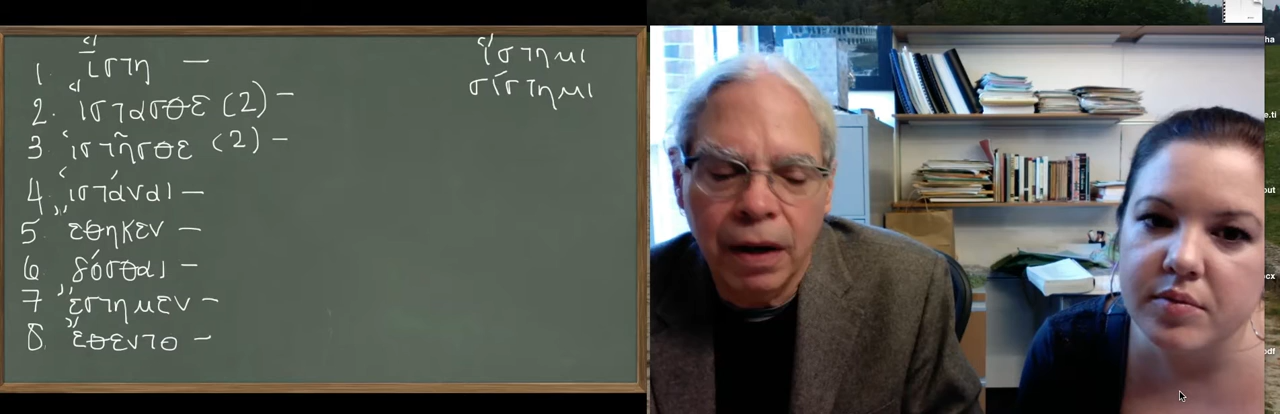 1. ἵστη —
2. ἵστασθε (2) —
3. ἱστῆσθε (2) —
4. ἱστάναι —
5. ἔθηκεν —
6. δόσθαι —
7. ἔστημεν —
8. ἔθεντο —
ἵστημι
σίστημι